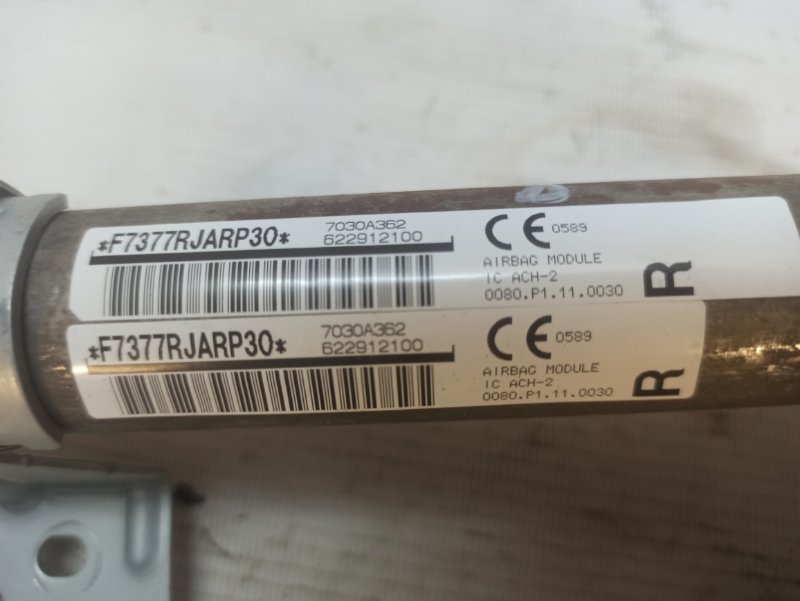 *F7377RJARP30*
7030A362
622912100
CE 0589
AIRBAG MODULE
IC ACH-2
0080.P1.11.0030
R
*F7377RJARP30*
7030A362
622912100
CE 0589
AIRBAG MODULE
IC ACH-2
0080.P1.11.0030
R